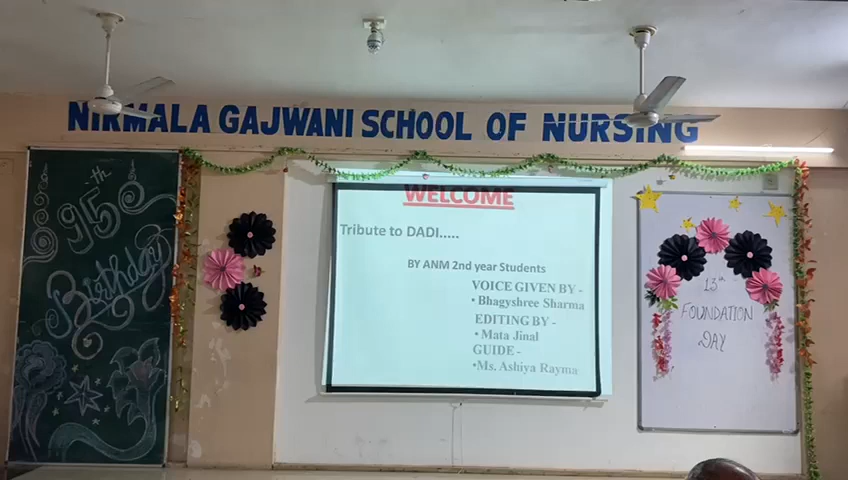 NIRMALA GAJWANI SCHOOL OF NURSING
95th
Birthday
WELCOME
Tribute to DADI.....
BY ANM 2nd year Students
VOICE GIVEN BY -
• Bhagyshree Sharma
EDITING BY -
• Mata Jinal
GUIDE -
•Ms. Ashiya Rayma
13th
FOUNDATION
DAY